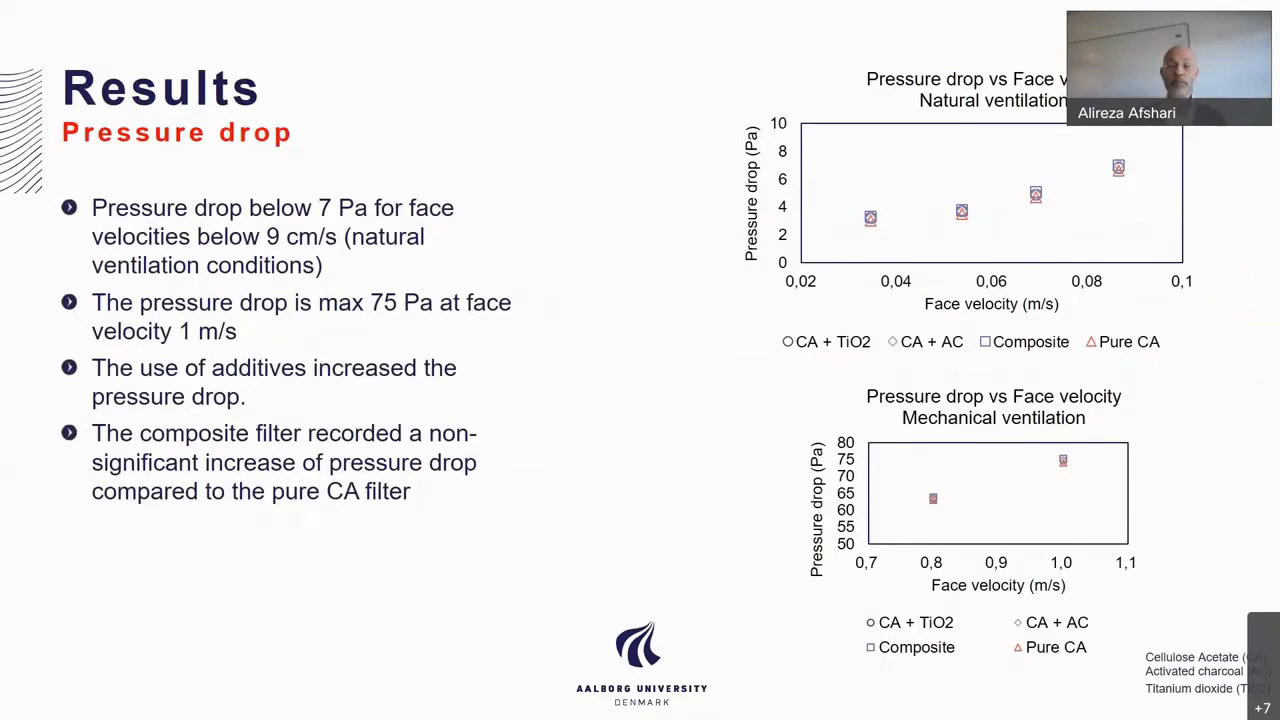 Results
Pressure drop
Pressure drop below 7 Pa for face
velocities below 9 cm/s (natural
ventilation conditions)
The pressure drop is max 75 Pa at face
velocity 1 m/s
The use of additives increased the
pressure drop.
The composite filter recorded a non-
significant increase of pressure drop
compared to the pure CA filter
Pressure drop vs Face v
Natural ventilation
Alireza Afshari
Pressure drop (Pa)
10
8
6
4
2
0
0,02 0,04 0,06 0,08 0,1
Face velocity (m/s)
CA + TiO2 CA + AC Composite Pure CA
Pressure drop vs Face velocity
Mechanical ventilation
Pressure drop (Pa)
80
75
70
65
60
55
50
0,7 0,8 0,9 1,0 1,1
Face velocity (m/s)
CA + TiO2 CA + AC
Composite Pure CA
AALBORG UNIVERSITY
DENMARK
Cellulose Acetate (CA)
Activated charcoal (AC)
Titanium dioxide (TiO2)
+7